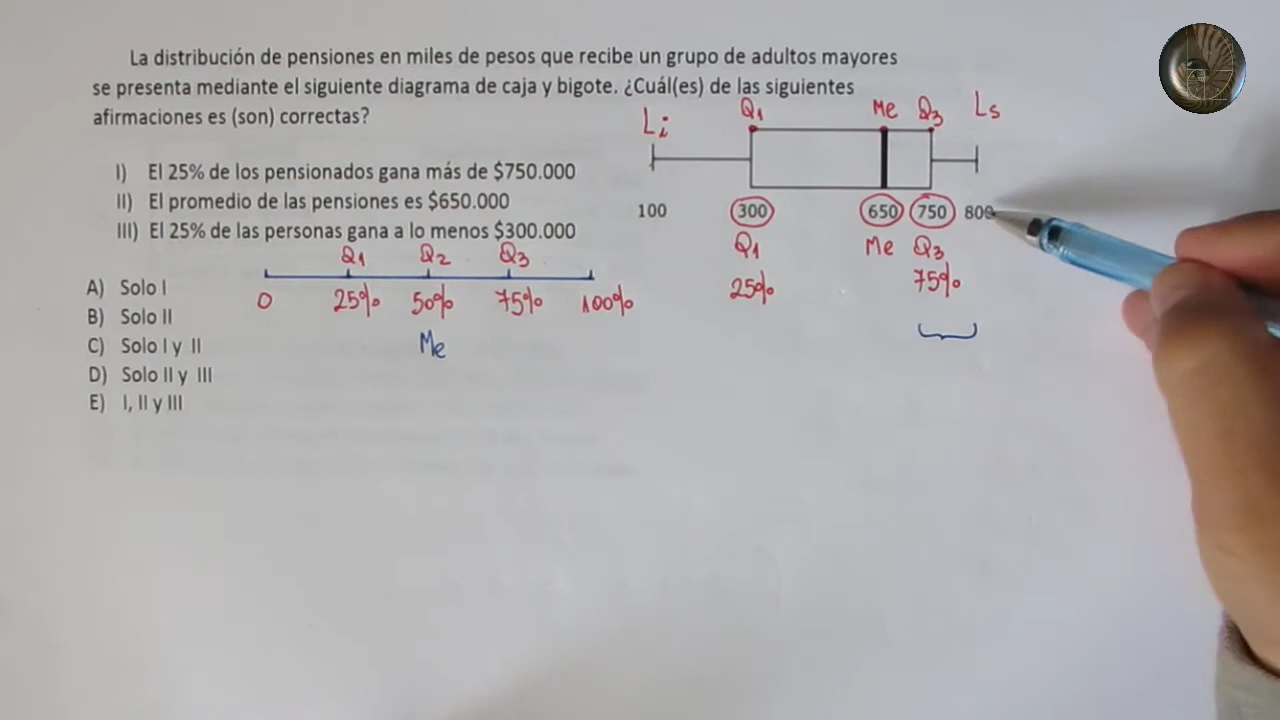 La distribución de pensiones en miles de pesos que recibe un grupo de adultos mayores
se presenta mediante el siguiente diagrama de caja y bigote. ¿Cuál(es) de las siguientes
afirmaciones es (son) correctas?
Li Q1 Me Q3 Ls
I) El 25% de los pensionados gana más de $750.000
II) El promedio de las pensiones es $650.000
III) El 25% de las personas gana a lo menos $300.000
100 300 650 750 800
Q1 Me Q3
25% 75%
Q1 Q2 Q3
0 25% 50% 75% 100%
Me
A) Solo I
B) Solo II
C) Solo I y II
D) Solo II y III
E) I, II y III